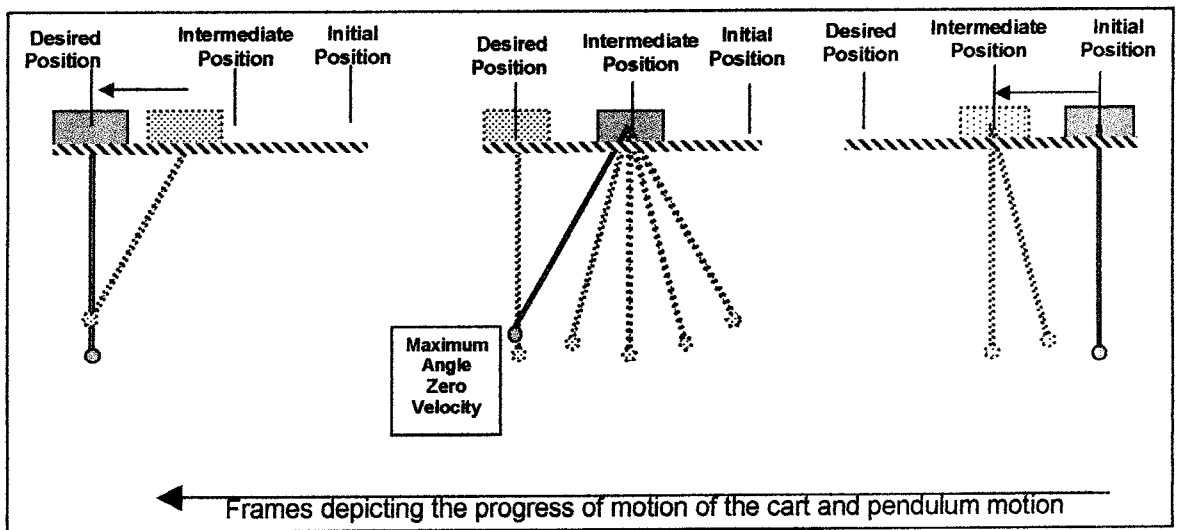 Desired
Position
Intermediate
Position
Initial
Position
Desired
Position
Intermediate
Position
Initial
Position
Desired
Position
Intermediate
Position
Initial
Position
Maximum
Angle
Zero
Velocity
Frames depicting the progress of motion of the cart and pendulum motion